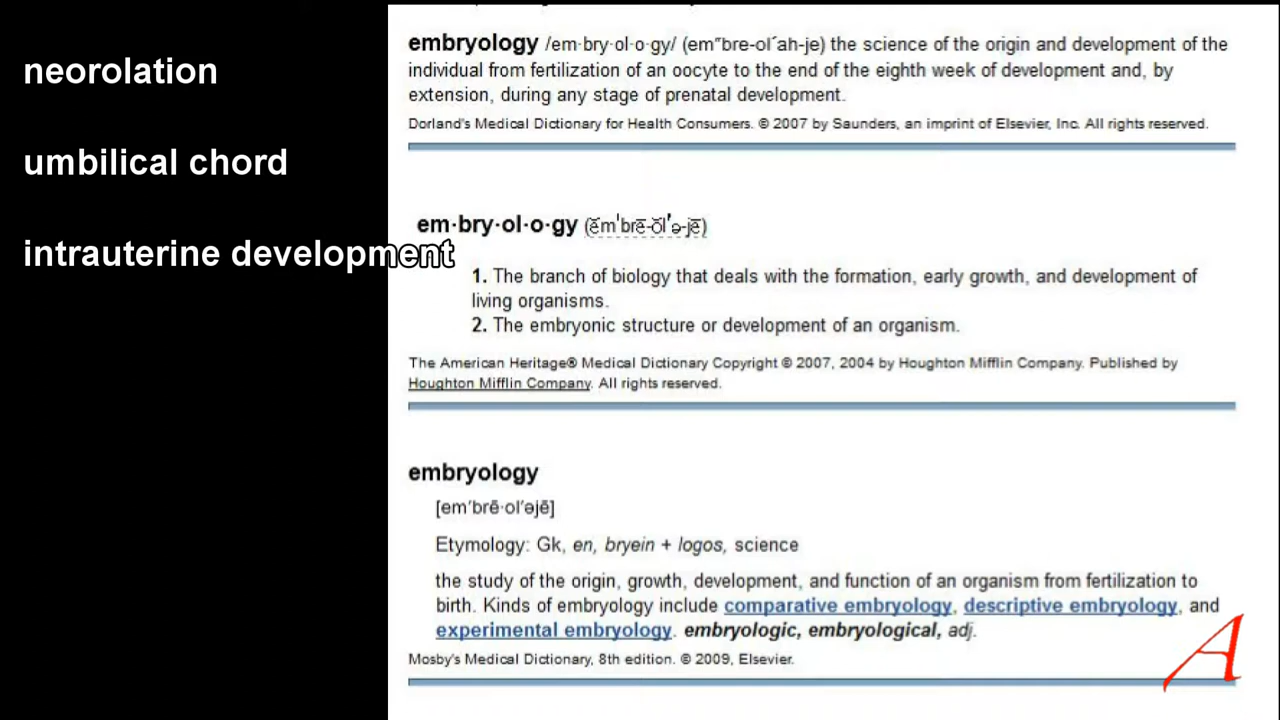 neorolation
umbilical chord
intrauterine development
embryology /em·bry·ol·o·gy/ (em″bre-ol´ah-je) the science of the origin and development of the
individual from fertilization of an oocyte to the end of the eighth week of development and, by
extension, during any stage of prenatal development.
Dorland's Medical Dictionary for Health Consumers. © 2007 by Saunders, an imprint of Elsevier, Inc. All rights reserved.
em·bry·ol·o·gy (ĕm'brē-ŏl'ə-jē)
1. The branch of biology that deals with the formation, early growth, and development of
living organisms.
2. The embryonic structure or development of an organism.
The American Heritage® Medical Dictionary Copyright © 2007, 2004 by Houghton Mifflin Company. Published by
Houghton Mifflin Company. All rights reserved.
embryology
[em′brē·ol′əjē]
Etymology: Gk, en, bryein + logos, science
the study of the origin, growth, development, and function of an organism from fertilization to
birth. Kinds of embryology include comparative embryology, descriptive embryology, and
experimental embryology. embryologic, embryological, adj.
Mosby's Medical Dictionary, 8th edition. © 2009, Elsevier.
A